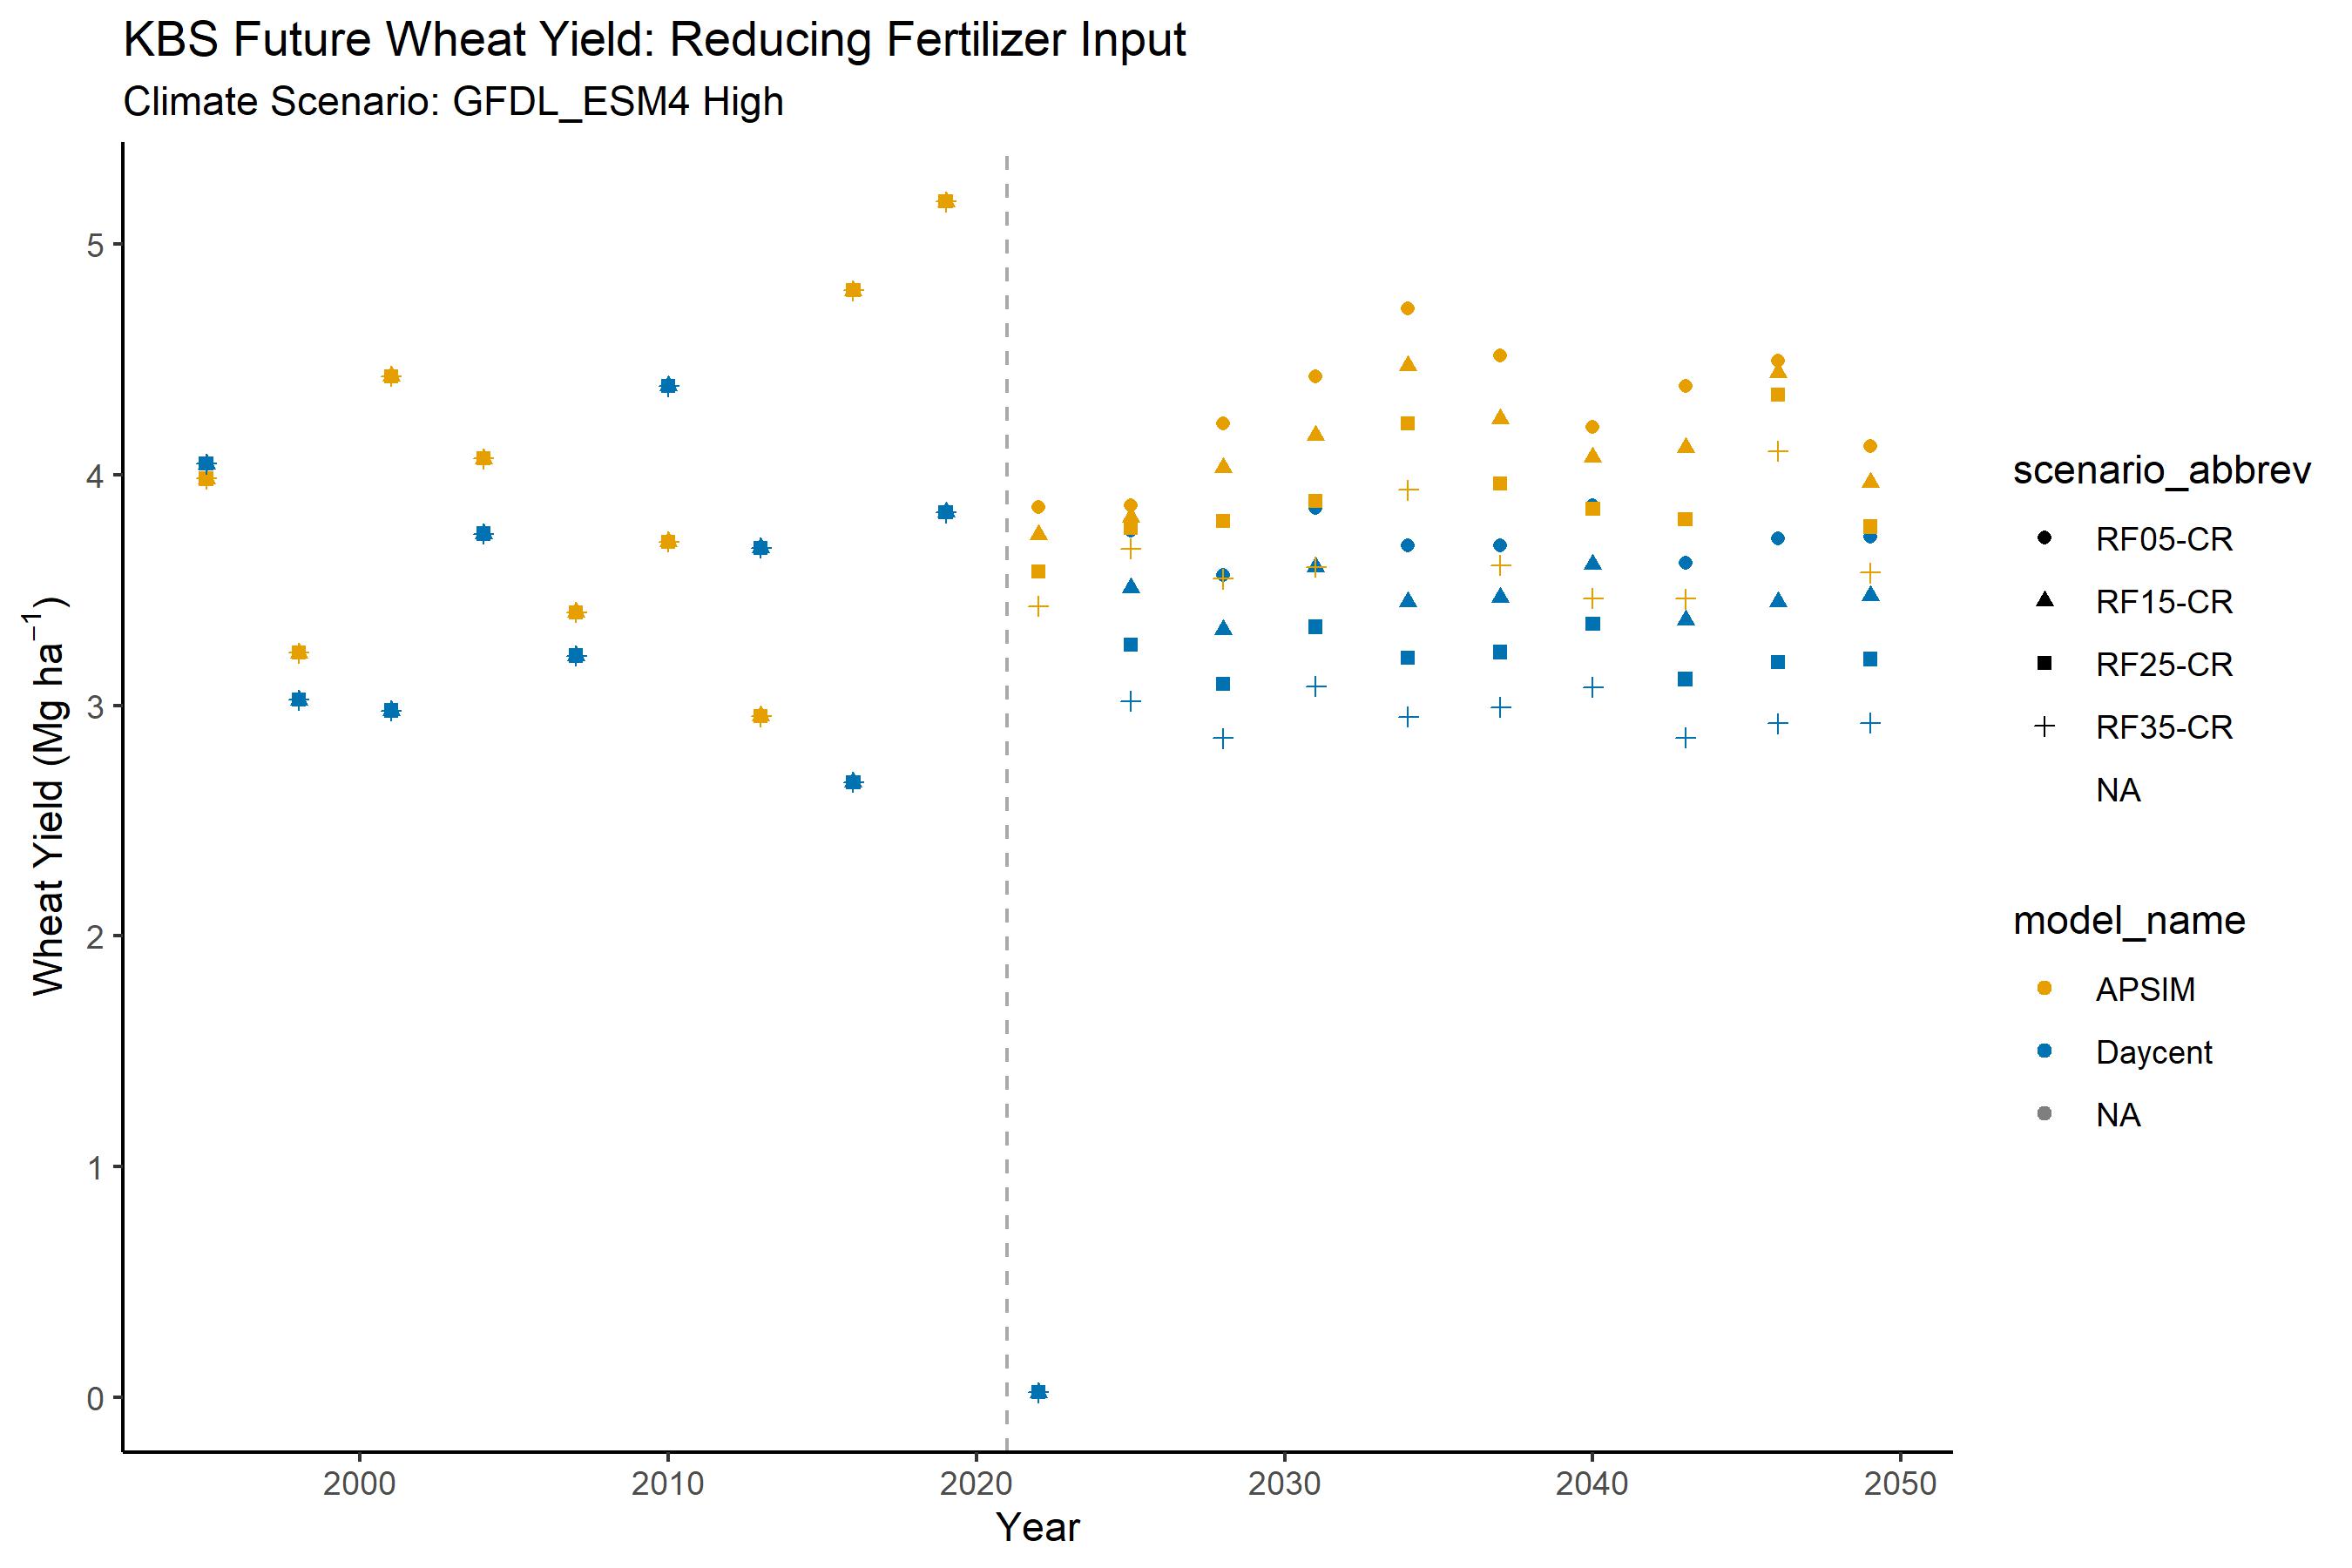 KBS Future Wheat Yield: Reducing Fertilizer Input
Climate Scenario: GFDL_ESM4 High
Wheat Yield (Mg ha⁻¹)
5
4
3
2
1
0
2000
2010
2020
2030
2040
2050
Year
scenario_abbrev
RF05-CR
RF15-CR
RF25-CR
RF35-CR
NA
model_name
APSIM
Daycent
NA